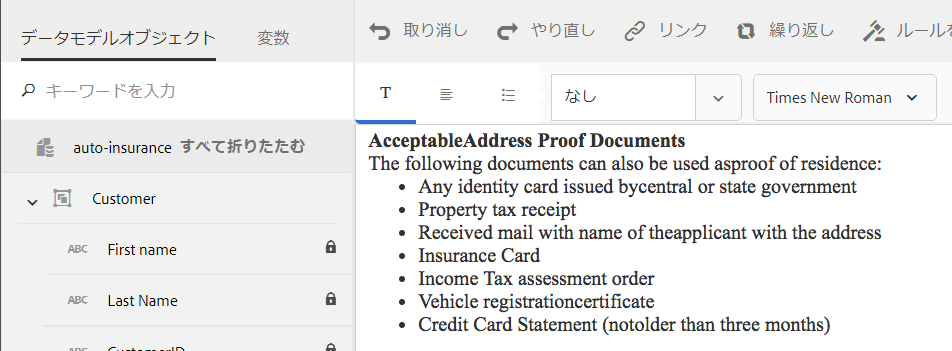 データモデルオブジェクト 変数
キーワードを入力
auto-insurance すべて折りたたむ
Customer
ABC First name
ABC Last Name
ABC CustomerID
取り消し やり直し リンク 繰り返し ルールを
T なし Times New Roman
AcceptableAddress Proof Documents
The following documents can also be used asproof of residence:
• Any identity card issued bycentral or state government
• Property tax receipt
• Received mail with name of theapplicant with the address
• Insurance Card
• Income Tax assessment order
• Vehicle registrationcertificate
• Credit Card Statement (notolder than three months)